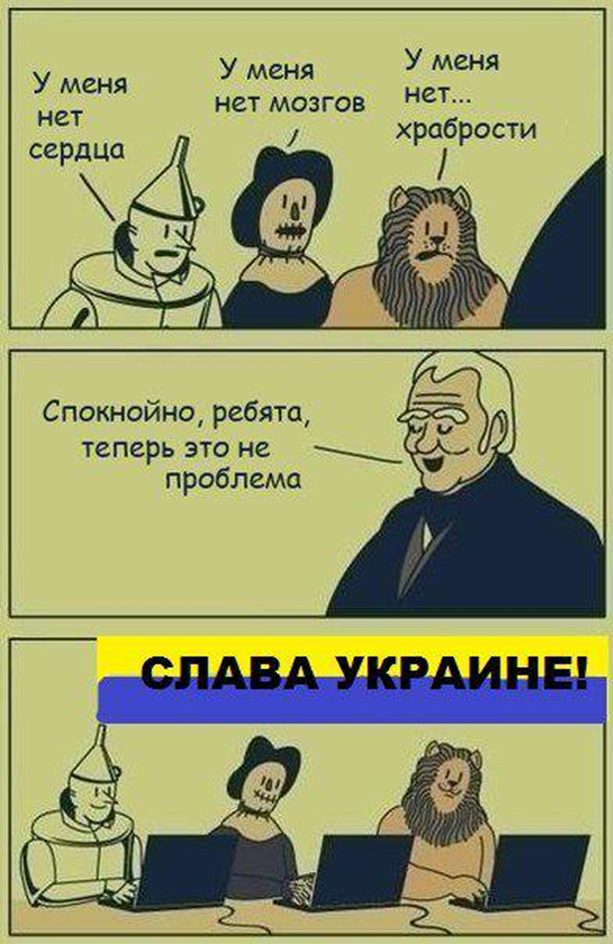 У меня
нет
сердца
У меня
нет мозгов
У меня
нет...
храбрости
Спокнойно, ребята,
теперь это не
проблема
СЛАВА УКРАИНЕ!